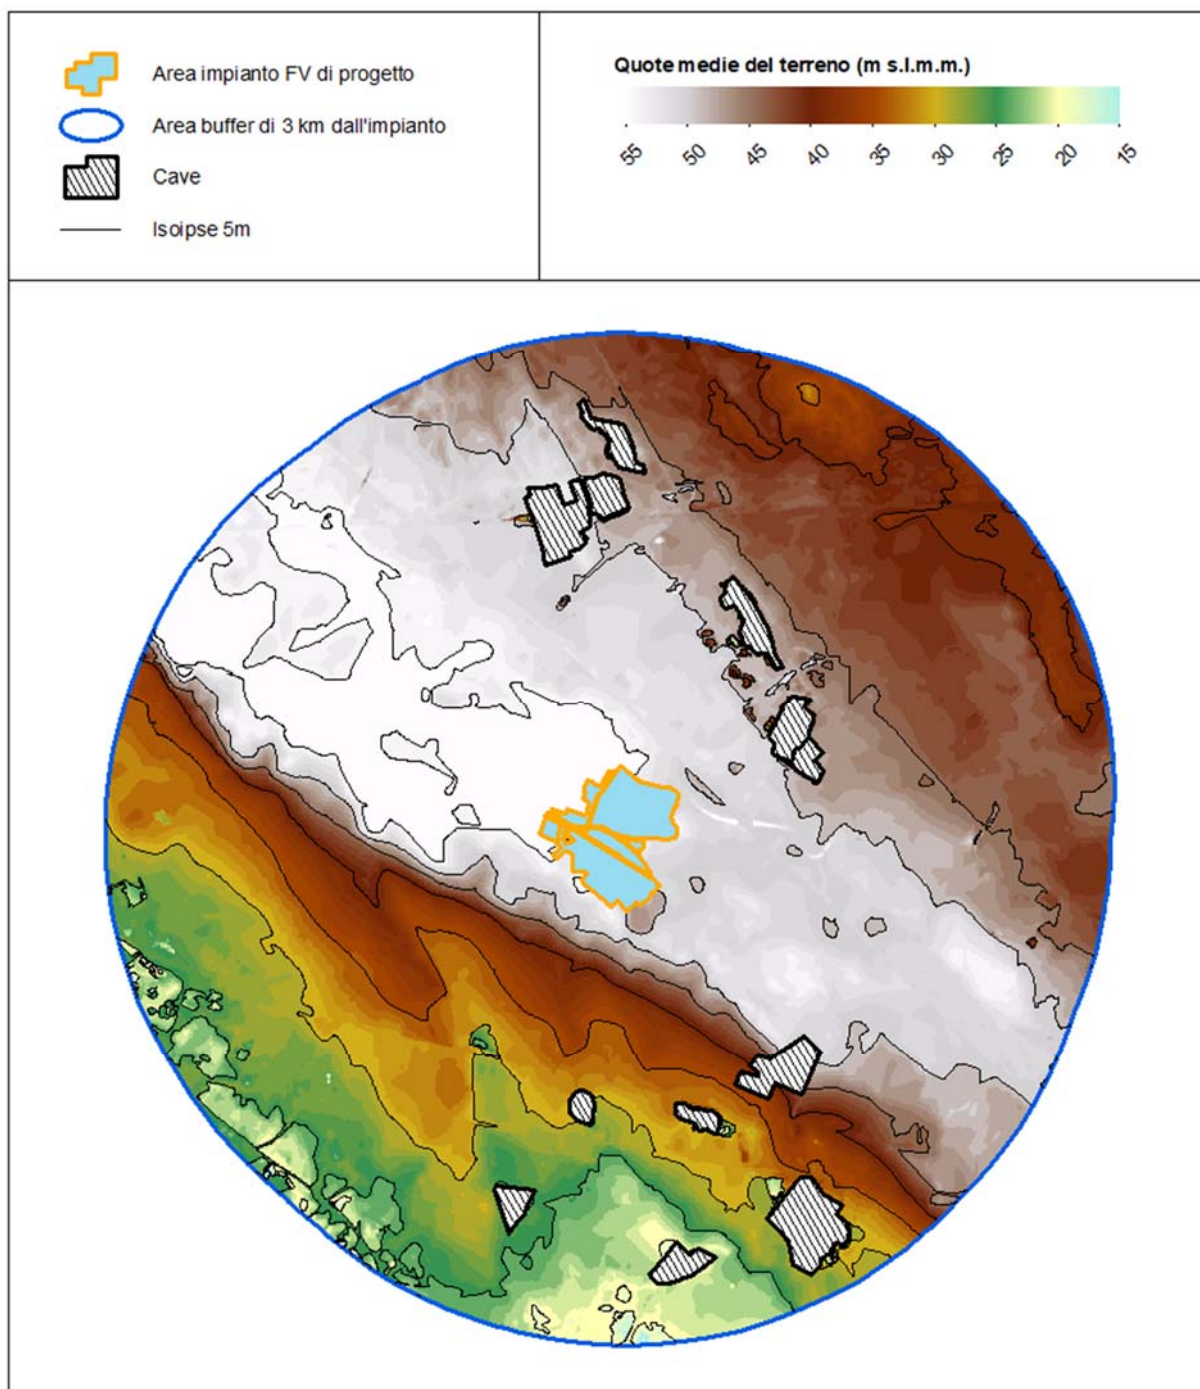 Area impianto FV di progetto
Area buffer di 3 km dall'impianto
Cave
Isoipse 5m
Quote medie del terreno (m s.l.m.m.)
55 50 45 40 35 30 25 20 15